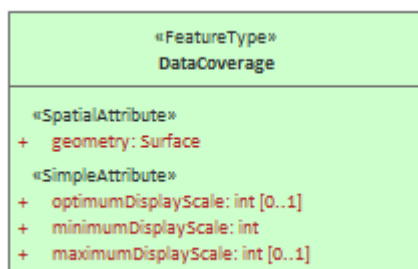 «FeatureType»
DataCoverage
«SpatialAttribute»
+ geometry: Surface
«SimpleAttribute»
+ optimumDisplayScale: int [0..1]
+ minimumDisplayScale: int
+ maximumDisplayScale: int [0..1]